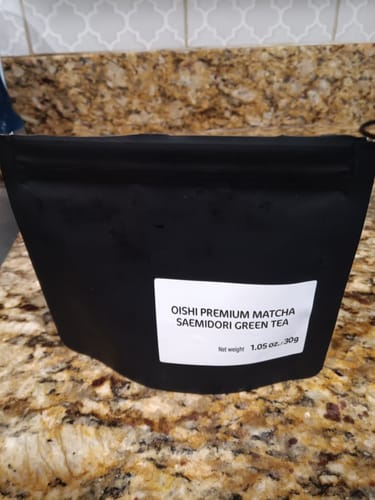 OISHI PREMIUM MATCHA
SAEMIDORI GREEN TEA
Net weight 1.05 oz./30g